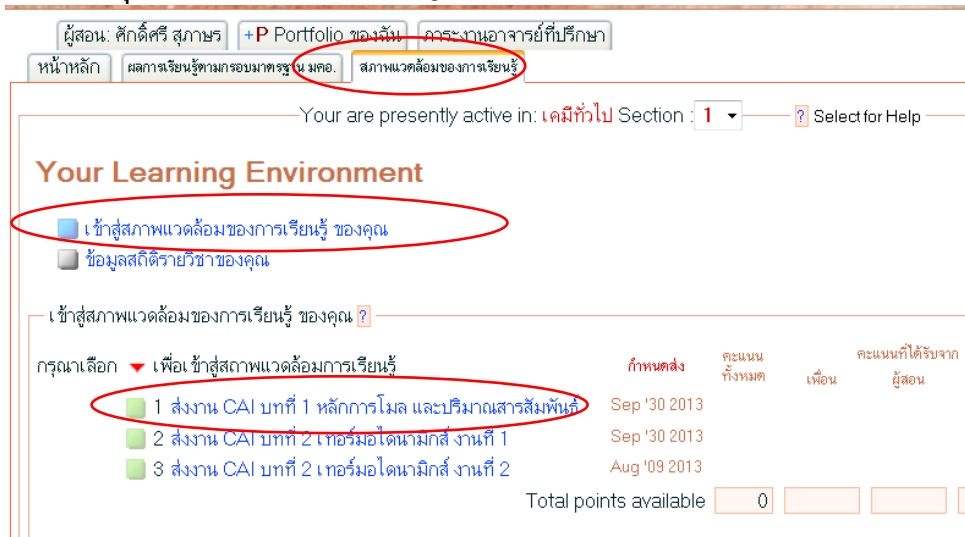 ผู้สอน: ศักดิ์ศรี สุภาษร +P Portfolio ของฉัน ภาระงานอาจารย์ที่ปรึกษา
หน้าหลัก ผลการเรียนรู้ตามกรอบมาตรฐาน มคอ. สภาพแวดล้อมของการเรียนรู้
Your are presently active in: เคมีทั่วไป Section : 1 ? Select for Help
Your Learning Environment
เข้าสู่สภาพแวดล้อมของการเรียนรู้ ของคุณ
ข้อมูลสถิติรายวิชาของคุณ
เข้าสู่สภาพแวดล้อมของการเรียนรู้ ของคุณ ?
กรุณาเลือก เพื่อเข้าสู่สถาพแวดล้อมการเรียนรู้ กำหนดส่ง คะแนนทั้งหมด คะแนนที่ได้รับจาก
เพื่อน ผู้สอน
1 ส่งงาน CAI บทที่ 1 หลักการโมล และปริมาณสารสัมพันธ์ Sep '30 2013
2 ส่งงาน CAI บทที่ 2 เทอร์มอไดนามิกส์ งานที่ 1 Sep '30 2013
3 ส่งงาน CAI บทที่ 2 เทอร์มอไดนามิกส์ งานที่ 2 Aug '09 2013
Total points available 0